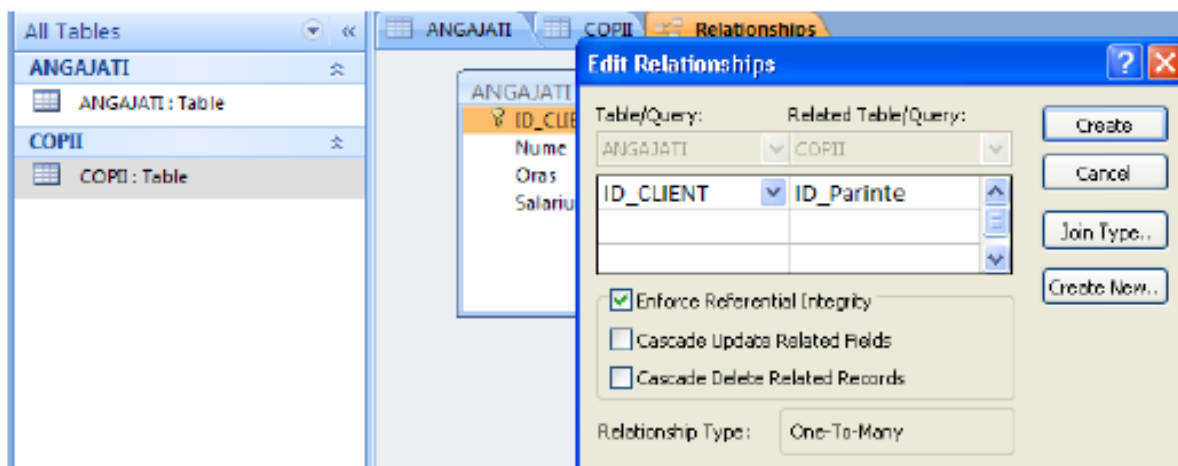 All Tables
ANGAJATI
ANGAJATI : Table
COPII
COPII : Table
ANGAJATI COPII Relationships
ANGAJATI
ID_CLIE
Nume
Oras
Salariu
Edit Relationships
Table/Query: Related Table/Query:
ANGAJATI COPII
ID_CLIENT ID_Parinte
Enforce Referential Integrity
Cascade Update Related Fields
Cascade Delete Related Records
Relationship Type: One-To-Many
Create
Cancel
Join Type..
Create New..